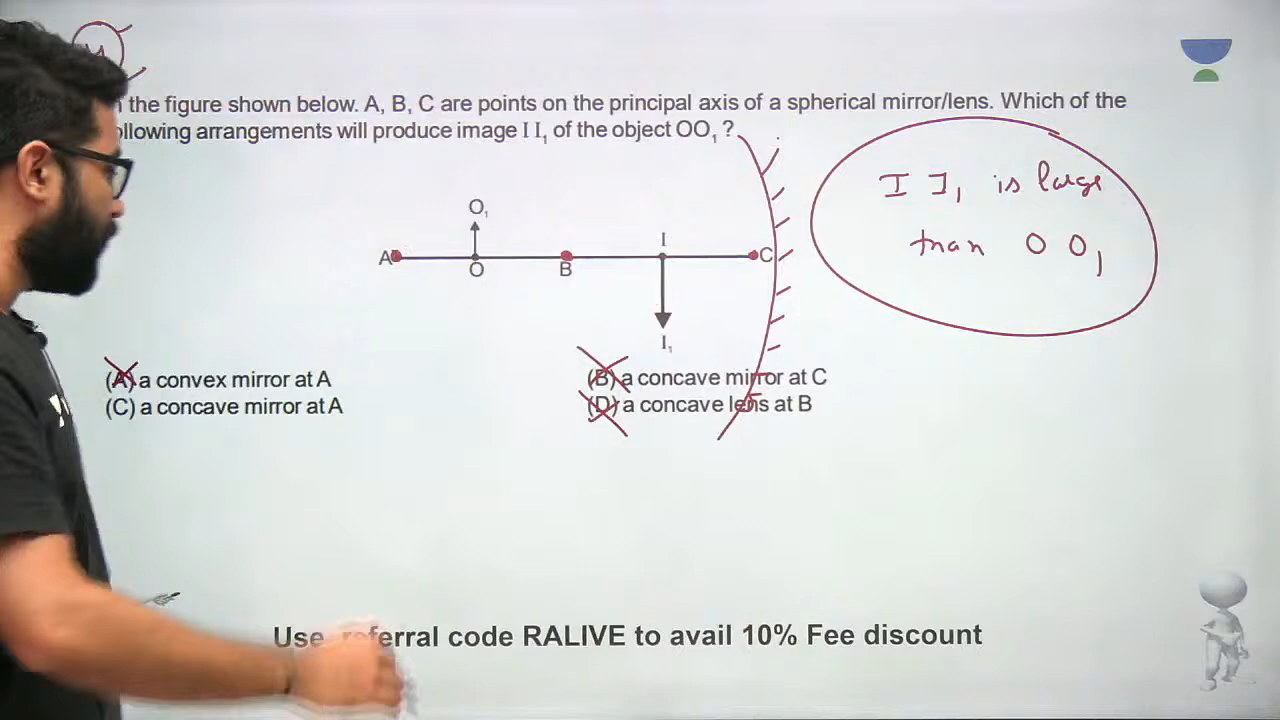 the figure shown below. A, B, C are points on the principal axis of a spherical mirror/lens. Which of the
llowing arrangements will produce image I I₁ of the object OO₁ ?
I I₁ is large
than O O₁
O₁
I
A
C
O
B
I₁
(A) a convex mirror at A
(B) a concave mirror at C
(C) a concave mirror at A
(D) a concave lens at B
Use referral code RALIVE to avail 10% Fee discount